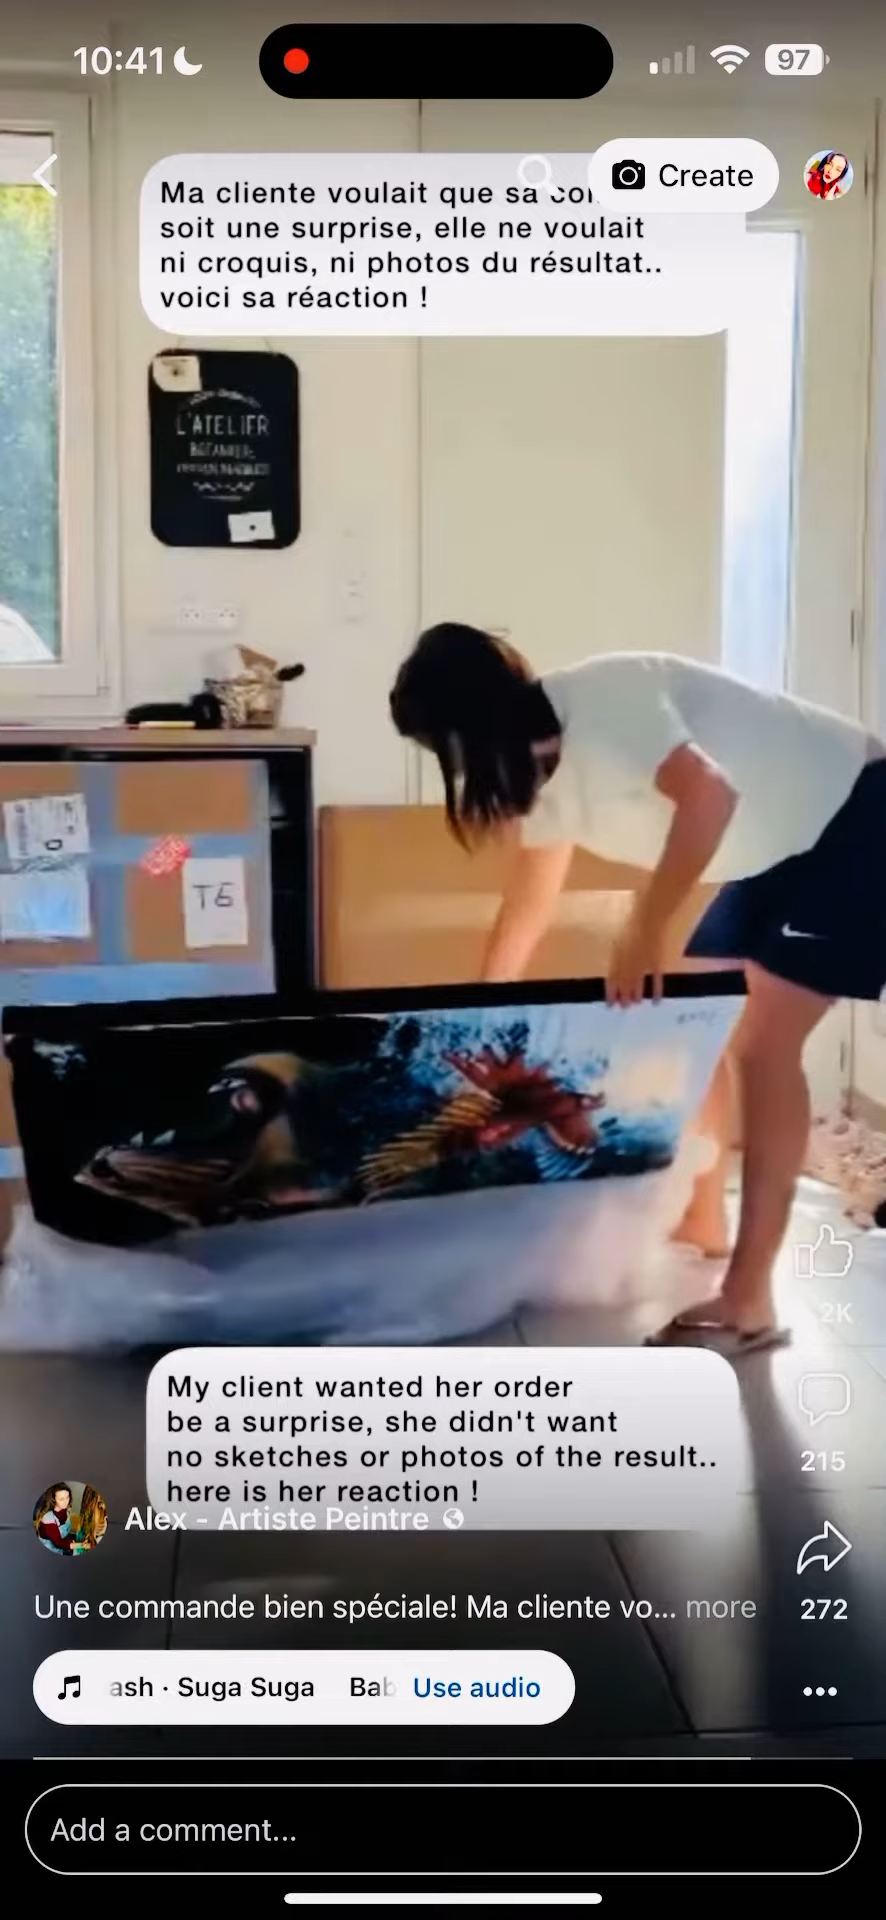 10:41
97
Create
Ma cliente voulait que sa
soit une surprise, elle ne voulait
ni croquis, ni photos du résultat..
voici sa réaction !
L'ATELIER
T6
2K
My client wanted her order
be a surprise, she didn't want
no sketches or photos of the result..
here is her reaction !
215
Alex - Artiste Peintre
Une commande bien spéciale! Ma cliente vo... more
272
ash · Suga Suga Bab Use audio
Add a comment...